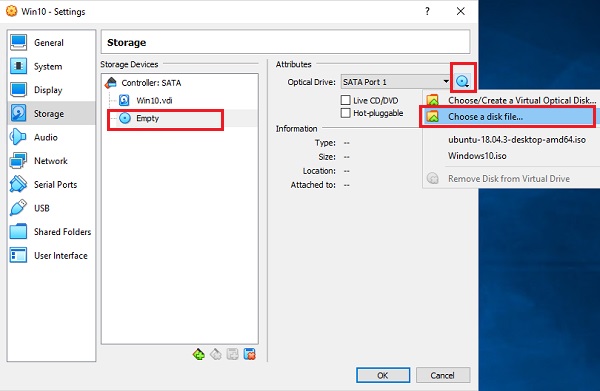 Win10 - Settings
General
System
Display
Storage
Audio
Network
Serial Ports
USB
Shared Folders
User Interface
Storage
Storage Devices
Controller: SATA
Win10.vdi
Empty
Attributes
Optical Drive: SATA Port 1
Live CD/DVD
Hot-pluggable
Information
Type: --
Size: --
Location: --
Attached to: --
Choose/Create a Virtual Optical Disk...
Choose a disk file...
ubuntu-18.04.3-desktop-amd64.iso
Windows10.iso
Remove Disk from Virtual Drive
OK Cancel